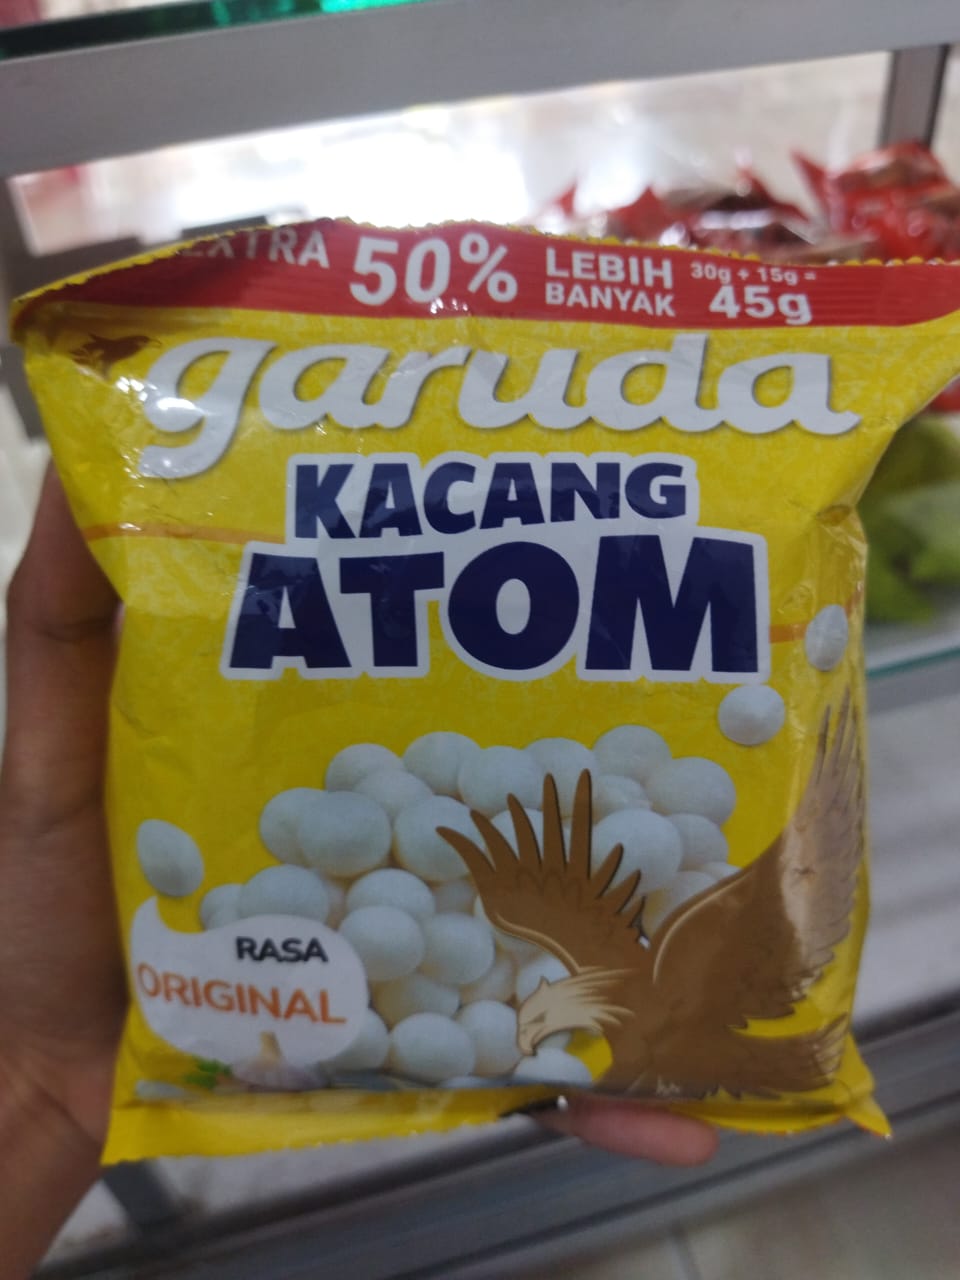 EXTRA 50% LEBIH BANYAK 30g + 15g = 45g
garuda
KACANG
ATOM
RASA
ORIGINAL